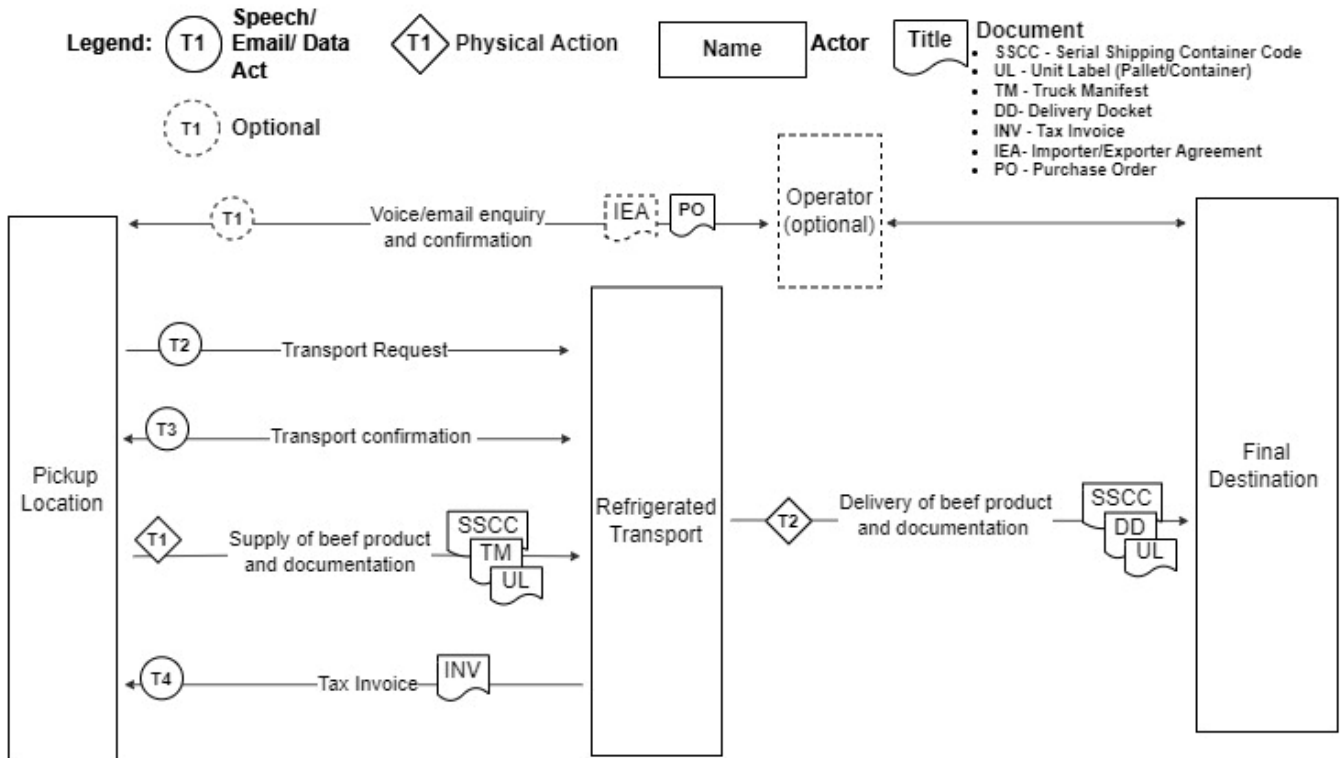 Legend:
T1
Speech/
Email/ Data
Act
T1
Physical Action
Name
Actor
Title
Document
• SSCC - Serial Shipping Container Code
• UL - Unit Label (Pallet/Container)
• TM - Truck Manifest
• DD- Delivery Docket
• INV - Tax Invoice
• IEA- Importer/Exporter Agreement
• PO - Purchase Order
T1
Optional
T1
Voice/email enquiry
and confirmation
IEA
PO
Operator
(optional)
T2
Transport Request
T3
Transport confirmation
Pickup
Location
Refrigerated
Transport
Final
Destination
T1
Supply of beef product
and documentation
SSCC
TM
UL
T2
Delivery of beef product
and documentation
SSCC
DD
UL
T4
Tax Invoice
INV